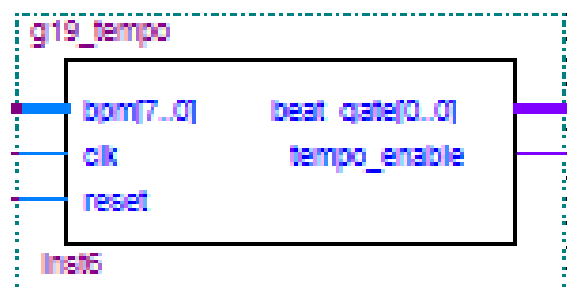 g19_tempo
bpm[7..0] beat_gate[0..0]
clk tempo_enable
reset
inst6